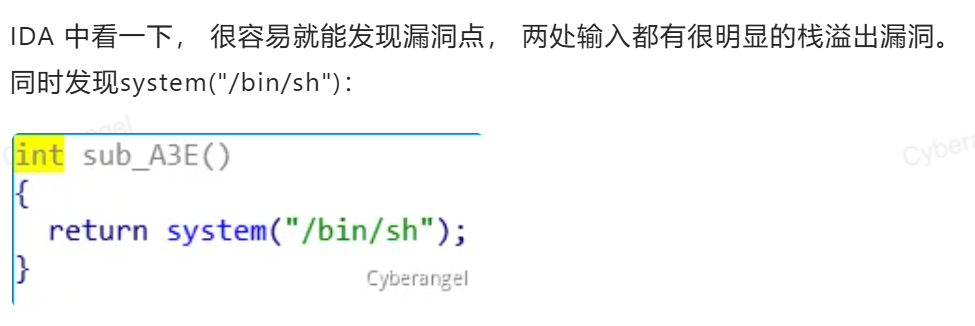 IDA 中看一下， 很容易就能发现漏洞点， 两处输入都有很明显的栈溢出漏洞。
同时发现system("/bin/sh")：
int sub_A3E()
{
return system("/bin/sh");
}
Cyberangel